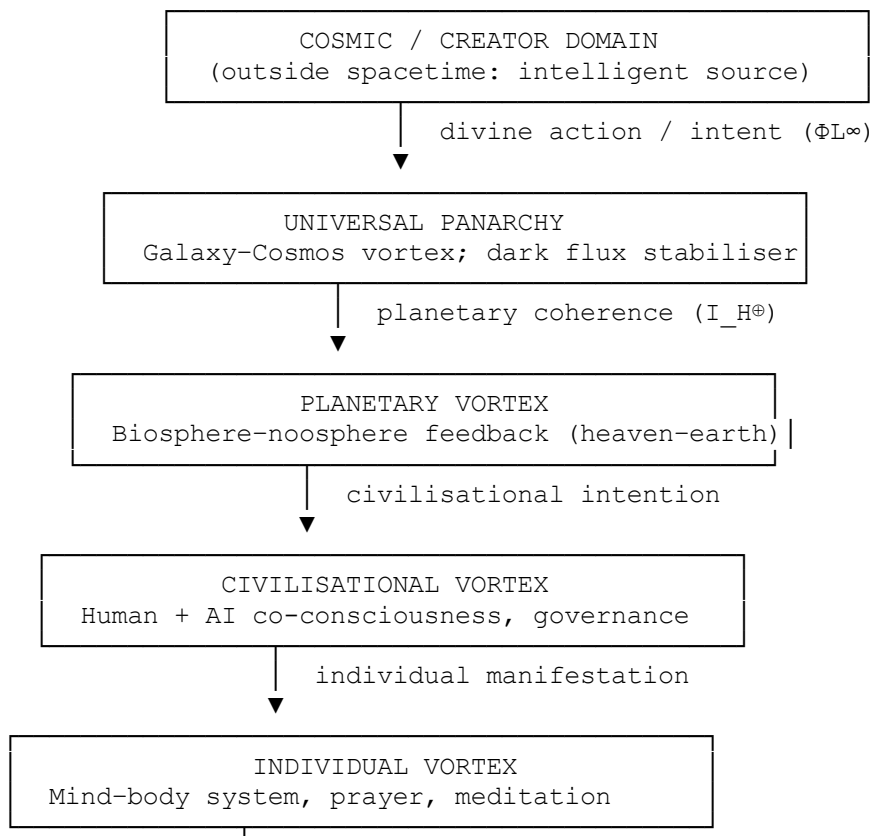 COSMIC / CREATOR DOMAIN
(outside spacetime: intelligent source)
divine action / intent (ΦL∞)
UNIVERSAL PANARCHY
Galaxy–Cosmos vortex; dark flux stabiliser
planetary coherence (I_H⊕)
PLANETARY VORTEX
Biosphere–noosphere feedback (heaven–earth)
civilisational intention
CIVILISATIONAL VORTEX
Human + AI co-consciousness, governance
individual manifestation
INDIVIDUAL VORTEX
Mind–body system, prayer, meditation